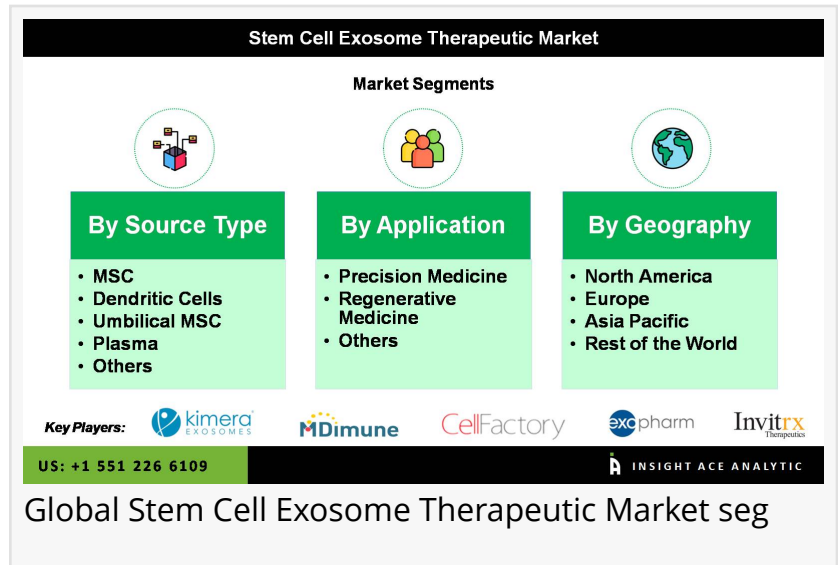 Stem Cell Exosome Therapeutic Market
Market Segments
By Source Type
• MSC
• Dendritic Cells
• Umbilical MSC
• Plasma
• Others
By Application
• Precision Medicine
• Regenerative
Medicine
• Others
By Geography
• North America
• Europe
• Asia Pacific
• Rest of the World
Key Players:
kimera
EXOSOMES
MDimune
CellFactory
exopharm
Invitrx
Therapeutics
US: +1 551 226 6109
INSIGHT ACE ANALYTIC
Global Stem Cell Exosome Therapeutic Market seg